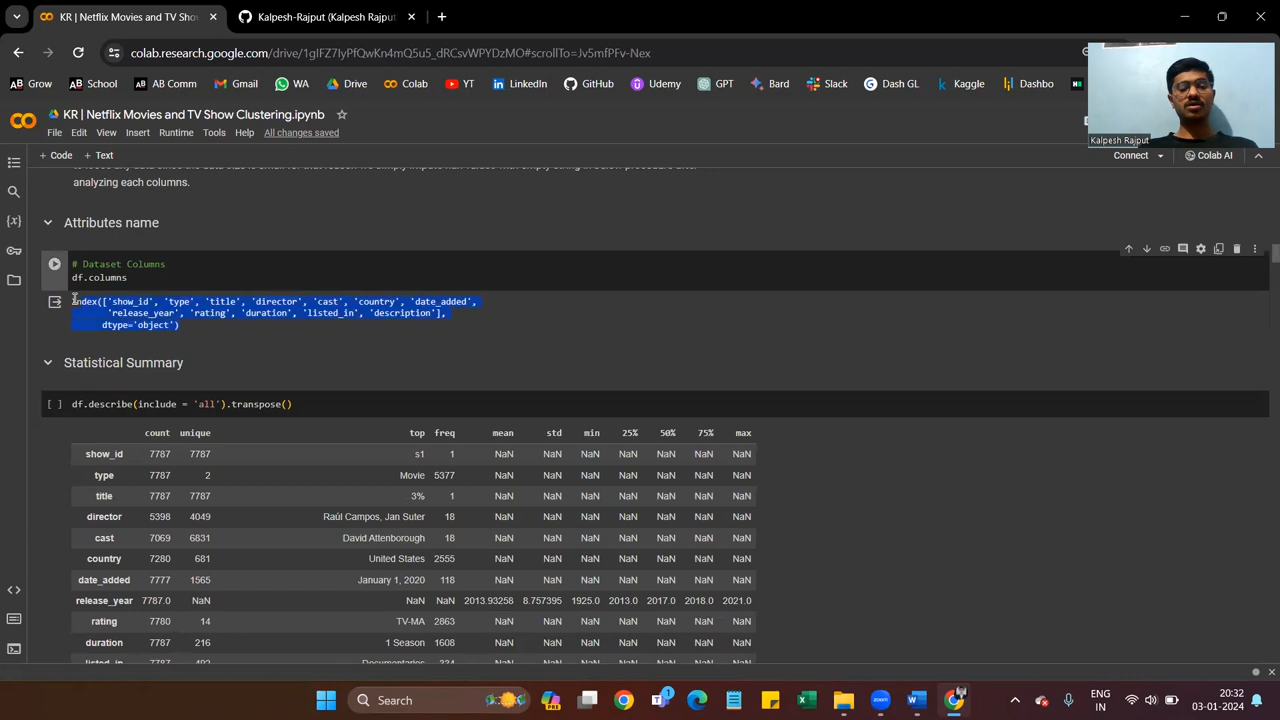 KR | Netflix Movies and TV Show
Kalpesh-Rajput (Kalpesh Rajput
colab.research.google.com/drive/1gIFZ7IyPfQwKn4mQ5u5_dRCsvWPYDzMO#scrollTo=Jv5mfPFv-Nex
AB Grow
AB School
AB Comm
Gmail
WA
Drive
Colab
YT
LinkedIn
GitHub
Udemy
GPT
Bard
Slack
Dash GL
Kaggle
Dashbo
Kalpesh Rajput
KR | Netflix Movies and TV Show Clustering.ipynb
File Edit View Insert Runtime Tools Help All changes saved
+ Code + Text
Connect
Colab AI
analyzing each columns.
Attributes name
# Dataset Columns
df.columns
Index(['show_id', 'type', 'title', 'director', 'cast', 'country', 'date_added',
'release_year', 'rating', 'duration', 'listed_in', 'description'],
dtype='object')
Statistical Summary
[ ] df.describe(include = 'all').transpose()
count unique top freq mean std min 25% 50% 75% max
show_id 7787 7787 s1 1 NaN NaN NaN NaN NaN NaN NaN
type 7787 2 Movie 5377 NaN NaN NaN NaN NaN NaN NaN
title 7787 7787 3% 1 NaN NaN NaN NaN NaN NaN NaN
director 5398 4049 Raúl Campos, Jan Suter 18 NaN NaN NaN NaN NaN NaN NaN
cast 7069 6831 David Attenborough 18 NaN NaN NaN NaN NaN NaN NaN
country 7280 681 United States 2555 NaN NaN NaN NaN NaN NaN NaN
date_added 7777 1565 January 1, 2020 118 NaN NaN NaN NaN NaN NaN NaN
release_year 7787.0 NaN NaN NaN 2013.93258 8.757395 1925.0 2013.0 2017.0 2018.0 2021.0
rating 7780 14 TV-MA 2863 NaN NaN NaN NaN NaN NaN NaN
duration 7787 216 1 Season 1608 NaN NaN NaN NaN NaN NaN NaN
Search
ENG
IN
20:32
03-01-2024